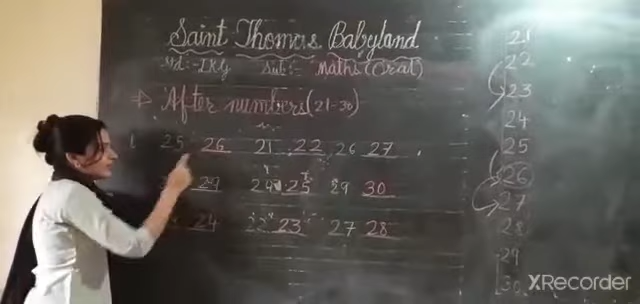 Saint Thomas Babyland
Md:- LKG Sub:- Maths (Oral)
⇒ After numbers (21-30)
1. 25 26 21 22 26 27
29 24 25 29 30
24 22 23 27 28
21
22
23
24
25
26
27
28
29
30
XRecorder